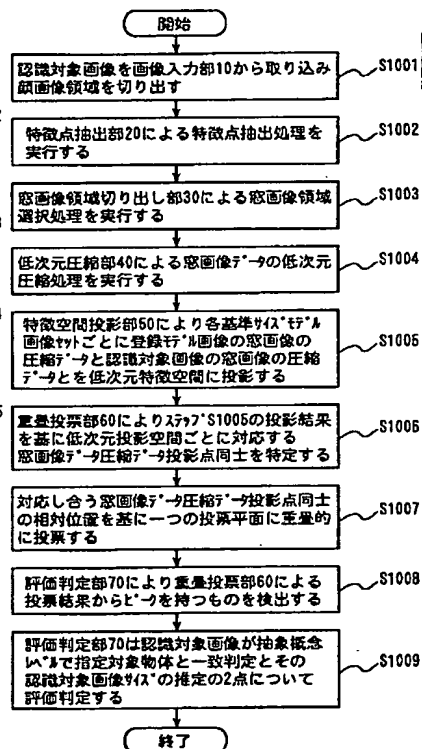 開始
認識対象画像を画像入力部10から取り込み
顔画像領域を切り出す
S1001
特徴点抽出部20による特徴点抽出処理を
実行する
S1002
窓画像領域切り出し部30による窓画像領域
選択処理を実行する
S1003
低次元圧縮部40による窓画像データの低次元
圧縮処理を実行する
S1004
特徴空間投影部50により各基準サイズモデル
画像セットごとに登録モデル画像の窓画像の
圧縮データと認識対象画像の窓画像の圧縮
データとを低次元特徴空間に投影する
S1005
重畳投票部60によりステップS1005の投影結果
を基に低次元投影空間ごとに対応する
窓画像データ圧縮データ投影点同士を特定する
S1006
対応し合う窓画像データ圧縮データ投影点同士
の相対位置を基に一つの投票平面に重畳的
に投票する
S1007
評価判定部70により重畳投票部60による
投票結果からピークを持つものを検出する
S1008
評価判定部70は認識対象画像が抽象概念
レベルで指定対象物体と一致判定とその
認識対象画像サイズの推定の2点について
評価判定する
S1009
終了